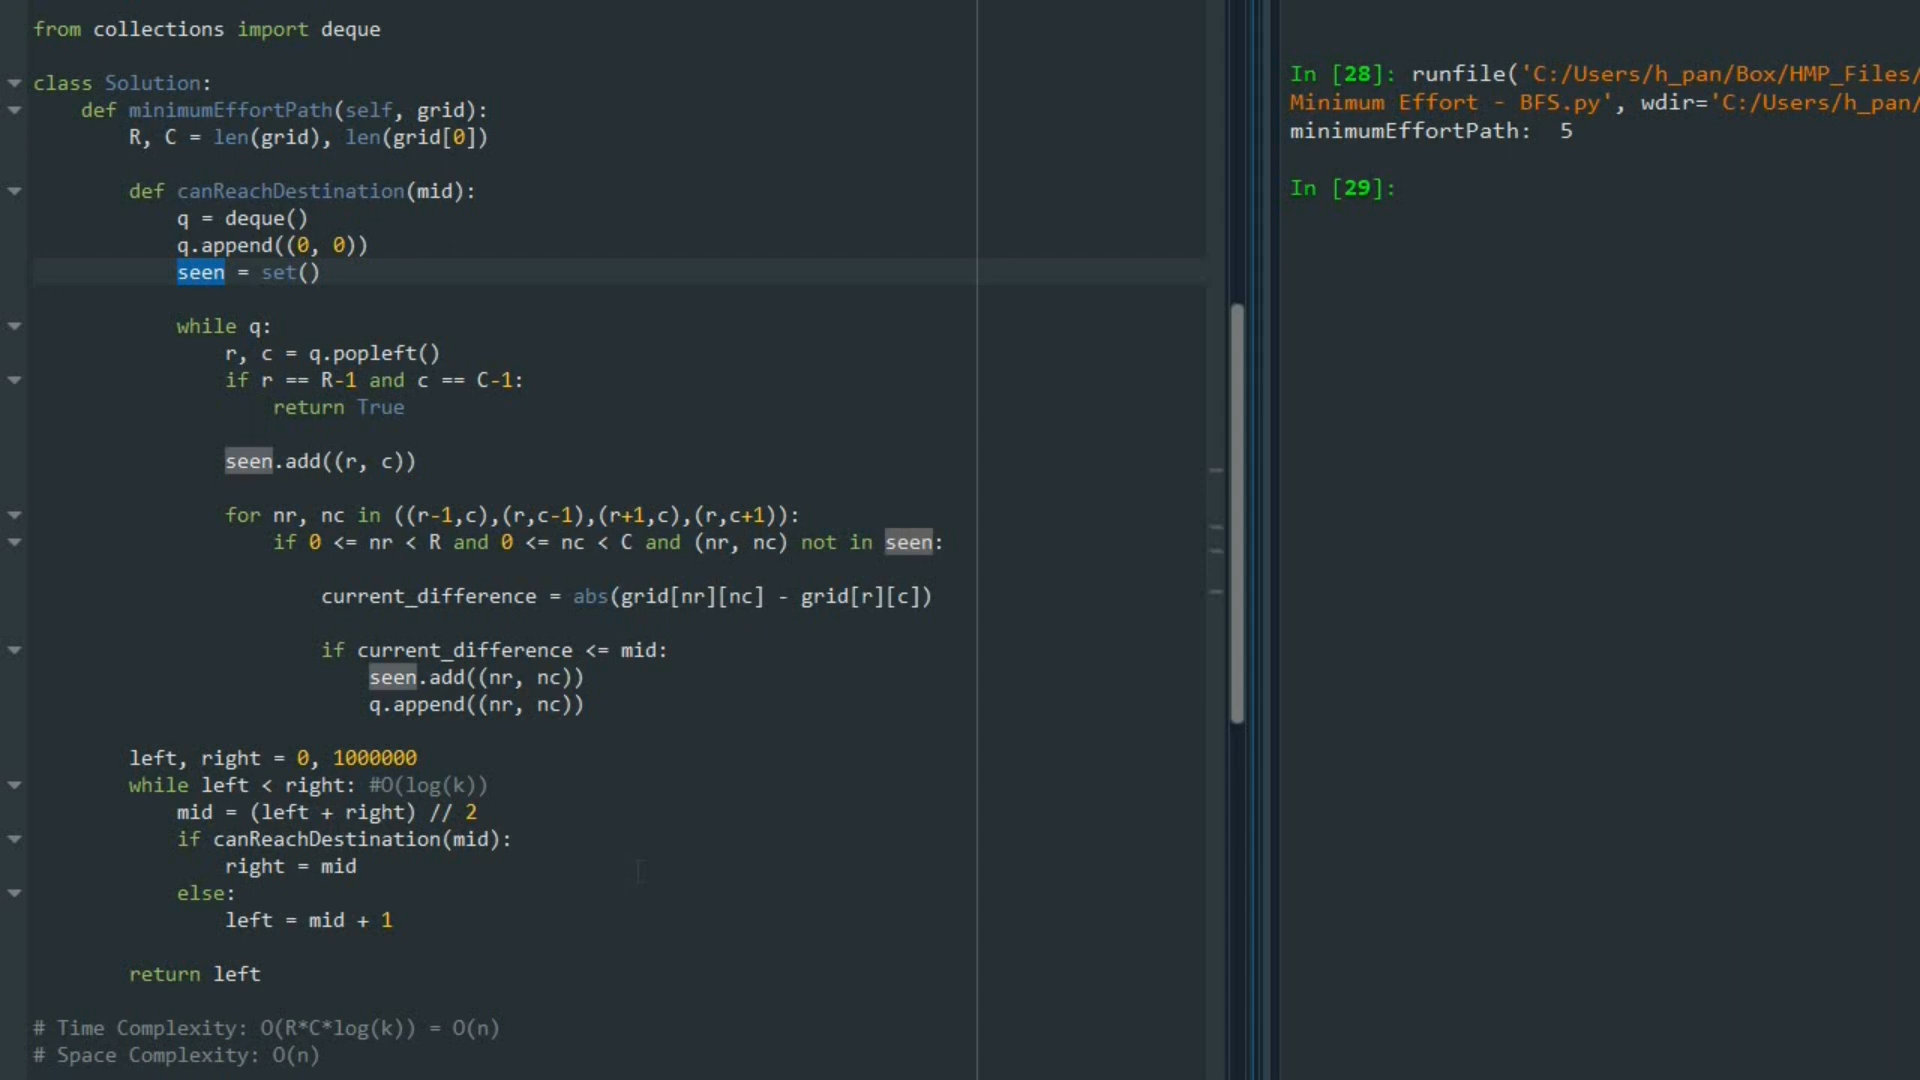 from collections import deque
class Solution:
def minimumEffortPath(self, grid):
R, C = len(grid), len(grid[0])
def canReachDestination(mid):
q = deque()
q.append((0, 0))
seen = set()
while q:
r, c = q.popleft()
if r == R-1 and c == C-1:
return True
seen.add((r, c))
for nr, nc in ((r-1,c),(r,c-1),(r+1,c),(r,c+1)):
if 0 <= nr < R and 0 <= nc < C and (nr, nc) not in seen:
current_difference = abs(grid[nr][nc] - grid[r][c])
if current_difference <= mid:
seen.add((nr, nc))
q.append((nr, nc))
left, right = 0, 1000000
while left < right: #O(log(k))
mid = (left + right) // 2
if canReachDestination(mid):
right = mid
else:
left = mid + 1
return left
# Time Complexity: O(R*C*log(k)) = O(n)
# Space Complexity: O(n)
In [28]: runfile('C:/Users/h_pan/Box/HMP_Files/
Minimum Effort - BFS.py', wdir='C:/Users/h_pan/
minimumEffortPath:  5
In [29]: